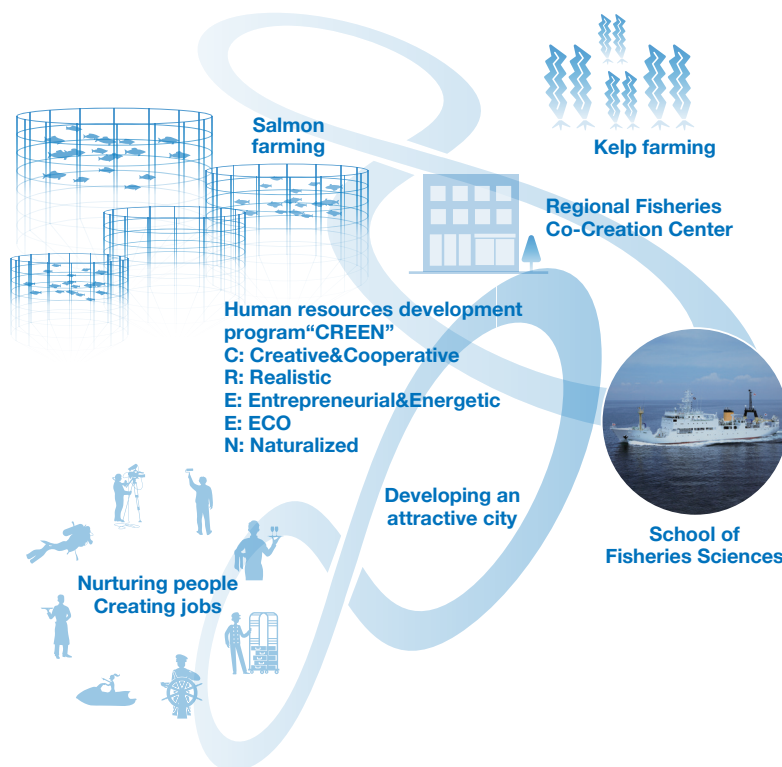 Salmon
farming
Kelp farming
Regional Fisheries
Co-Creation Center
Human resources development
program“CREEN”
C: Creative&Cooperative
R: Realistic
E: Entrepreneurial&Energetic
E: ECO
N: Naturalized
Developing an
attractive city
School of
Fisheries Sciences
Nurturing people
Creating jobs